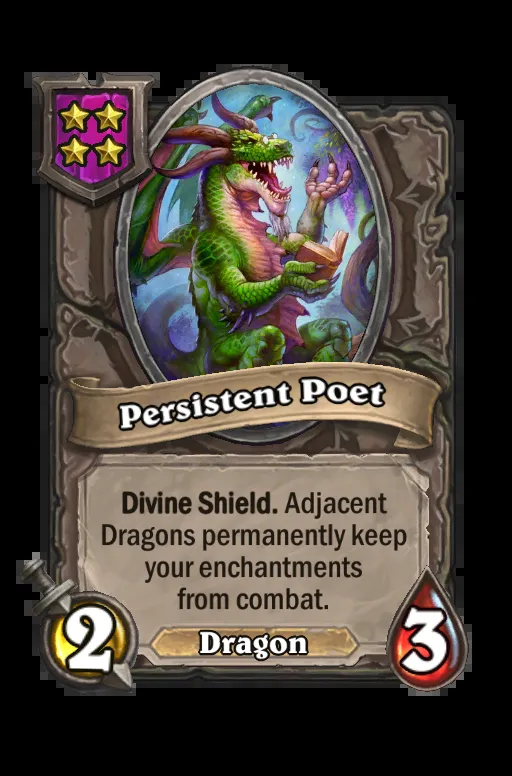 Persistent Poet
Divine Shield. Adjacent
Dragons permanently keep
your enchantments
from combat.
2
Dragon
3